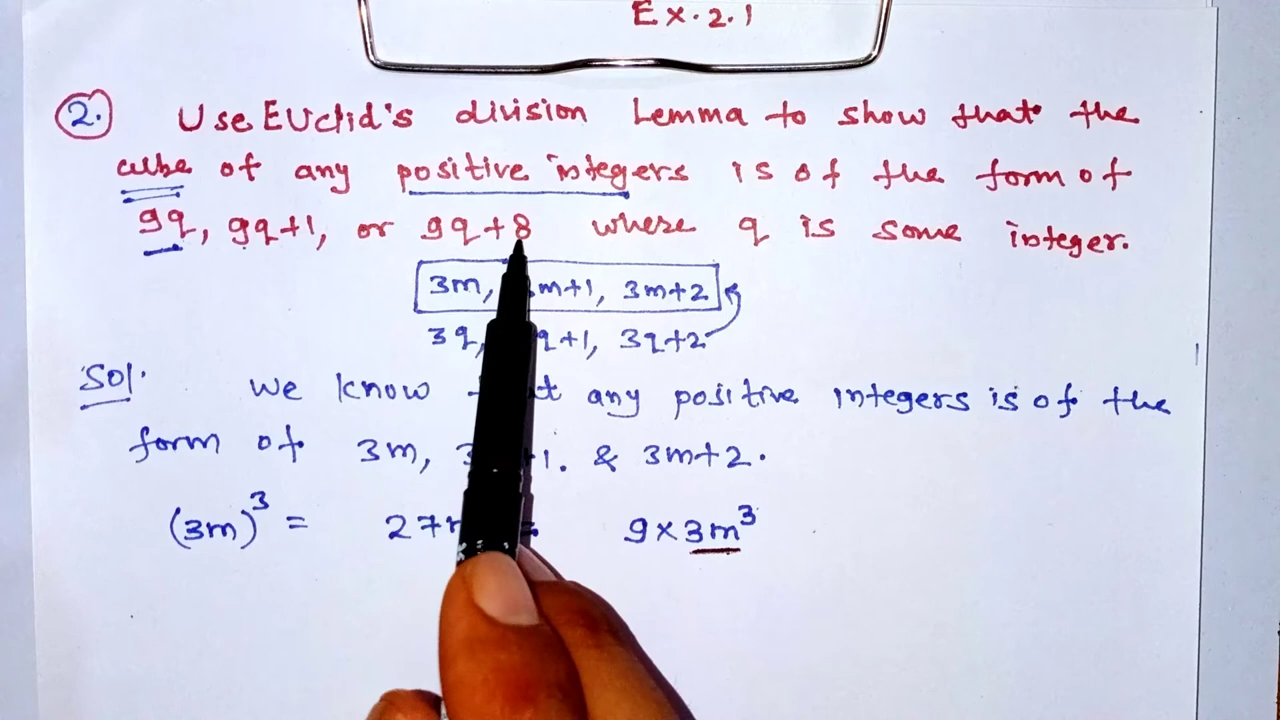 Ex. 2.1
2. Use Euclid's division Lemma to show that the
cube of any positive integers is of the form of
9q, 9q+1, or 9q+8 where q is some integer.
3m, m+1, 3m+2
3q, q+1, 3q+2
Sol. We know any positive integers is of the
form of 3m, & 3m+2.
(3m)³ = 27 9×3m³